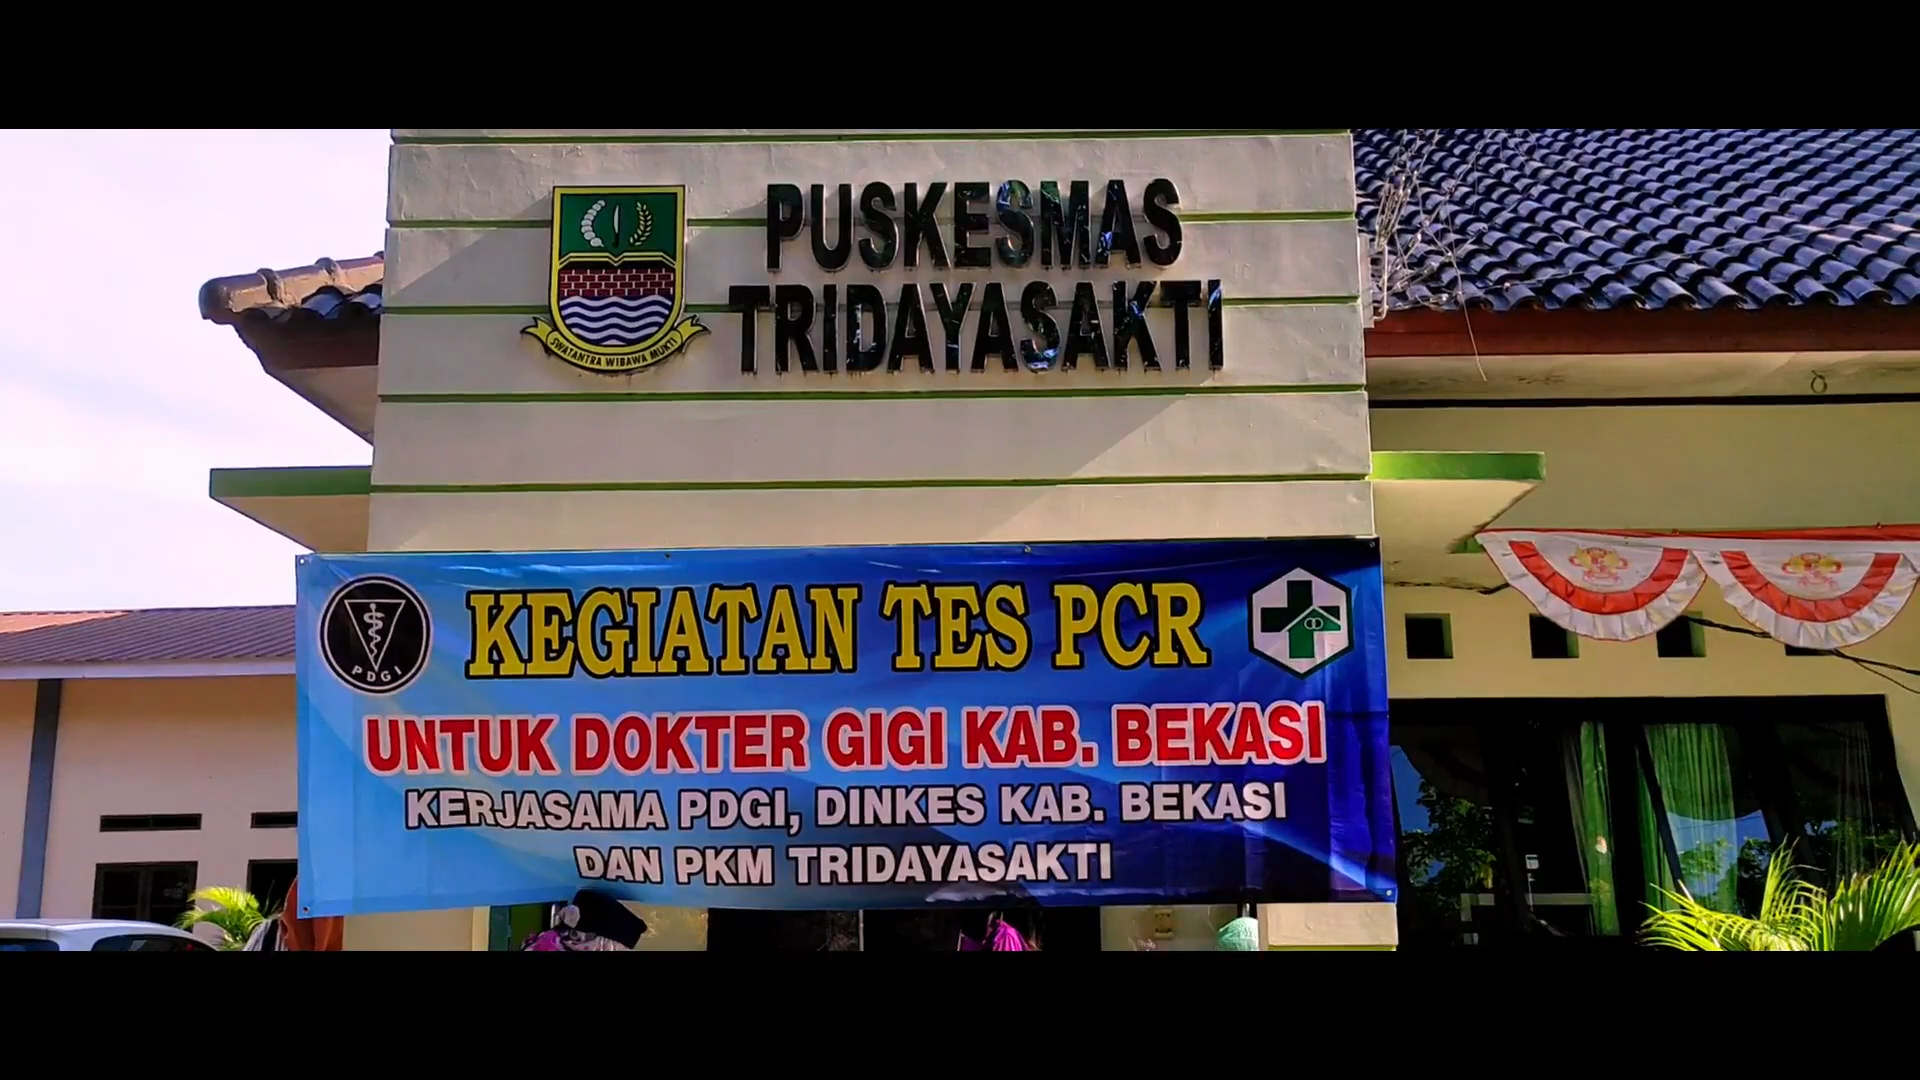 PUSKESMAS
TRIDAYASAKTI
SWATANTRA WIBAWA MUKTI
KEGIATAN TES PCR
PDGI
UNTUK DOKTER GIGI KAB. BEKASI
KERJASAMA PDGI, DINKES KAB. BEKASI
DAN PKM TRIDAYASAKTI